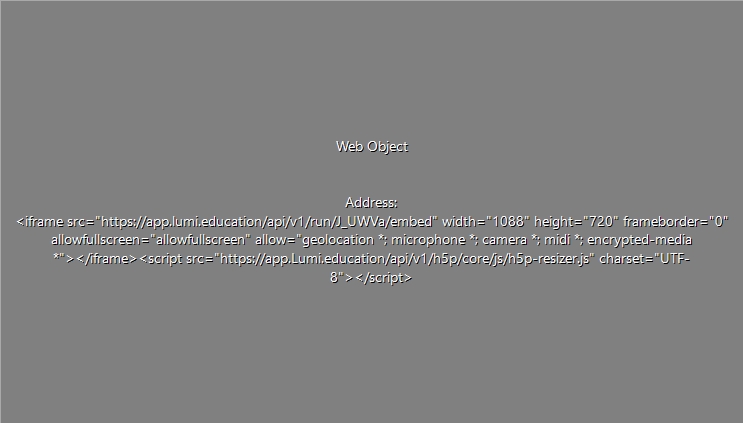 Web Object
Address:
<iframe src="https://app.lumi.education/api/v1/run/J_UWVa/embed" width="1088" height="720" frameborder="0"
allowfullscreen="allowfullscreen" allow="geolocation *; microphone *; camera *; midi *; encrypted-media
*"></iframe><script src="https://app.Lumi.education/api/v1/h5p/core/js/h5p-resizer.js" charset="UTF-
8"></script>